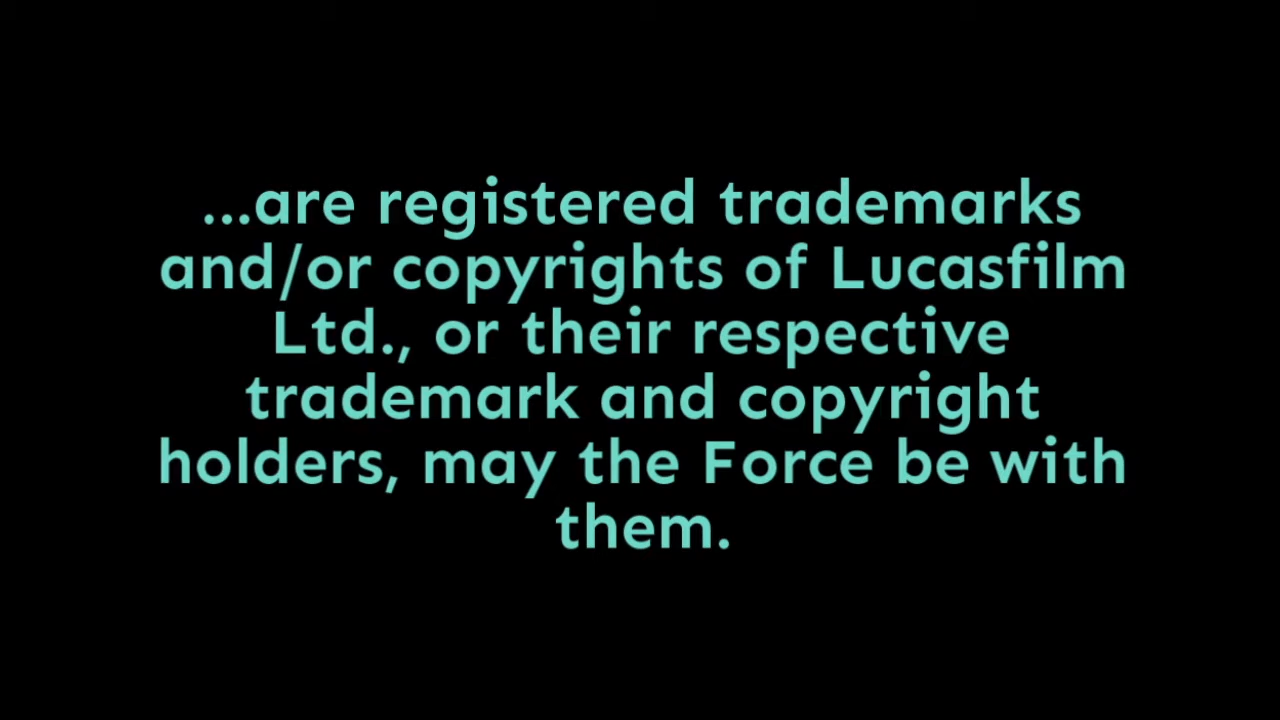 ...are registered trademarks
and/or copyrights of Lucasfilm
Ltd., or their respective
trademark and copyright
holders, may the Force be with
them.